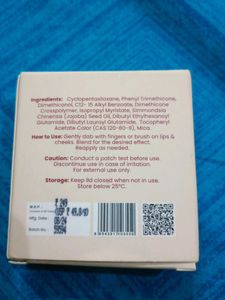 Ingredients: Cyclopentasiloxane, Phenyl Trimethicone,
Dimethiconol, C12- 15 Alkyl Benzoate, Dimethicone
Crosspolymer, Isopropyl Myristate, Simmondsia
Chinensis (Jojoba) Seed Oil, Dibutyl Ethylhexanoyl
Glutamide, Dibutyl Lauroyl Glutamide, Tocopheryl
Acetate Color (CAS 120-80-9), Mica.
How to Use: Gently dab with fingers or brush on lips &
cheeks. Blend for the desired effect.
Reapply as needed.
Caution: Conduct a patch test before use.
Discontinue use in case of irritation.
For external use only.
Storage: Keep lid closed when not in use.
Store below 25°C.
M.R.P. :
Mfg. Date :
Batch No. :